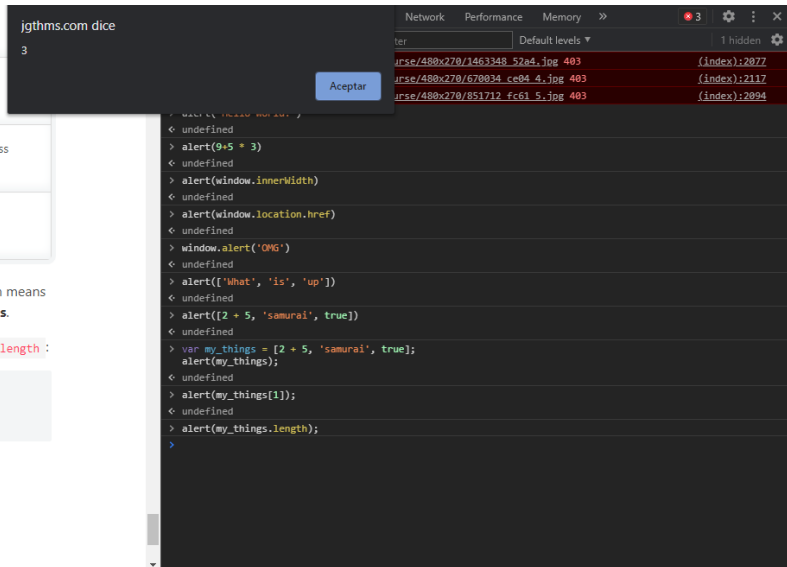 jgthms.com dice
3
Aceptar
Network Performance Memory »
3
ter Default levels ▼ 1 hidden
urse/480x270/1463348_52a4.jpg 403 (index):2077
urse/480x270/670034_ce04_4.jpg 403 (index):2117
urse/480x270/851712_fc61_5.jpg 403 (index):2094
> alert('Hello world!')
< undefined
> alert(9+5 * 3)
< undefined
> alert(window.innerWidth)
< undefined
> alert(window.location.href)
< undefined
> window.alert('OMG')
< undefined
> alert(['What', 'is', 'up'])
< undefined
> alert([2 + 5, 'samurai', true])
< undefined
> var my_things = [2 + 5, 'samurai', true];
alert(my_things);
< undefined
> alert(my_things[1]);
< undefined
> alert(my_things.length);
>
ss
means
s.
length :